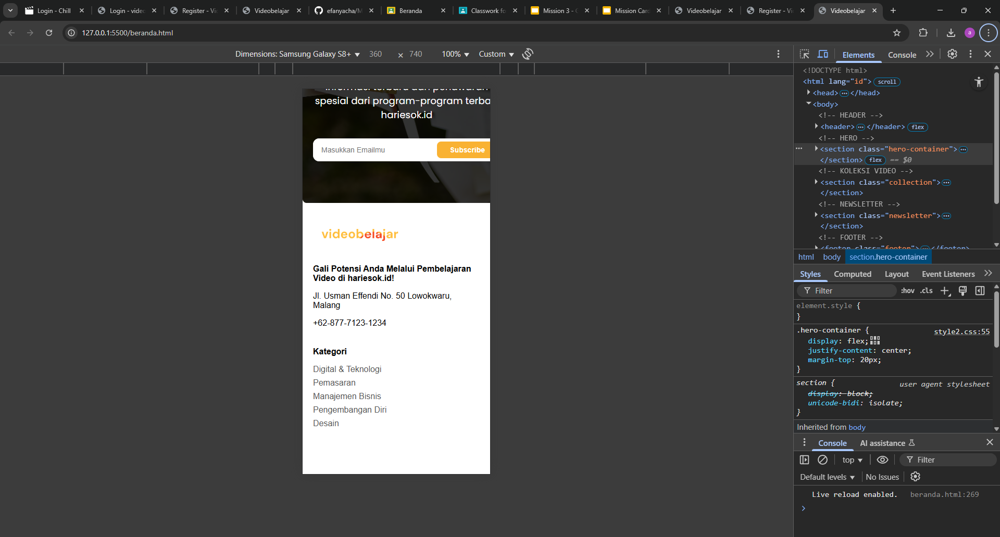 Login - Chill
Login - video
Register - Vi
Videobelajar
efanyacha/M
Beranda
Classwork fo
Mission 3 - C
Mission Card
Videobelajar
Register - Vi
Videobelajar
127.0.0.1:5500/beranda.html
a
Dimensions: Samsung Galaxy S8+ 360 × 740 100% Custom
Elements Console
spesial dari program-program terba
hariesok.id
Masukkan Emailmu
Subscribe
videobelajar
Gali Potensi Anda Melalui Pembelajaran
Video di hariesok.id!
Jl. Usman Effendi No. 50 Lowokwaru,
Malang
+62-877-7123-1234
Kategori
Digital & Teknologi
Pemasaran
Manajemen Bisnis
Pengembangan Diri
Desain
<!DOCTYPE html>
<html lang="id"> scroll
<head> ⋯ </head>
<body>
<!-- HEADER -->
<header> ⋯ </header> flex
<!-- HERO -->
<section class="hero-container"> ⋯
</section> flex == $0
<!-- KOLEKSI VIDEO -->
<section class="collection"> ⋯
</section>
<!-- NEWSLETTER -->
<section class="newsletter"> ⋯
</section>
<!-- FOOTER -->
<footer class="footer"> ⋯ </footer>
html body section.hero-container
Styles Computed Layout Event Listeners
Filter :hov .cls
element.style {
}
.hero-container { style2.css:55
display: flex;
justify-content: center;
margin-top: 20px;
}
section { user agent stylesheet
display: block;
unicode-bidi: isolate;
}
Inherited from body
Console AI assistance
top Filter
Default levels No Issues
Live reload enabled. beranda.html:269